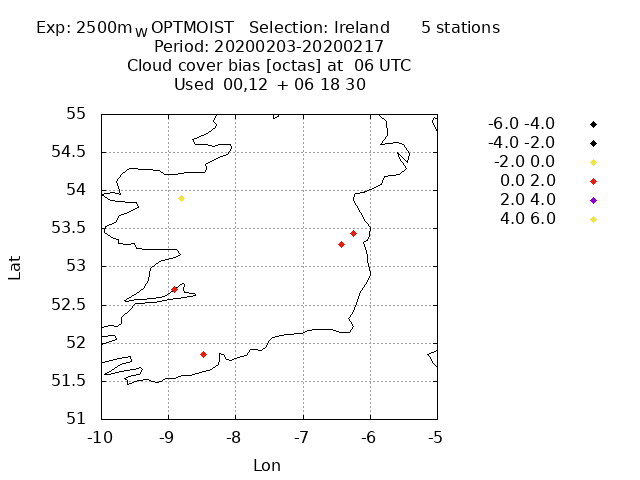 Exp: 2500m_W OPTMOIST Selection: Ireland 5 stations
Period: 20200203-20200217
Cloud cover bias [octas] at 06 UTC
Used 00,12 + 06 18 30
-6.0 -4.0
-4.0 -2.0
-2.0 0.0
0.0 2.0
2.0 4.0
4.0 6.0
55
54.5
54
53.5
53
52.5
52
51.5
51
Lat
-10 -9 -8 -7 -6 -5
Lon